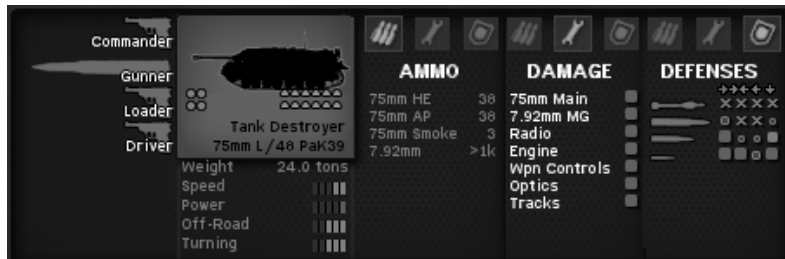 Commander
Gunner
Loader
Driver
Tank Destroyer
75mm L/48 PaK39
Weight 24.0 tons
Speed
Power
Off-Road
Turning
AMMO
75mm HE 38
75mm AP 38
75mm Smoke 3
7.92mm >1k
DAMAGE
75mm Main
7.92mm MG
Radio
Engine
Wpn Controls
Optics
Tracks
DEFENSES